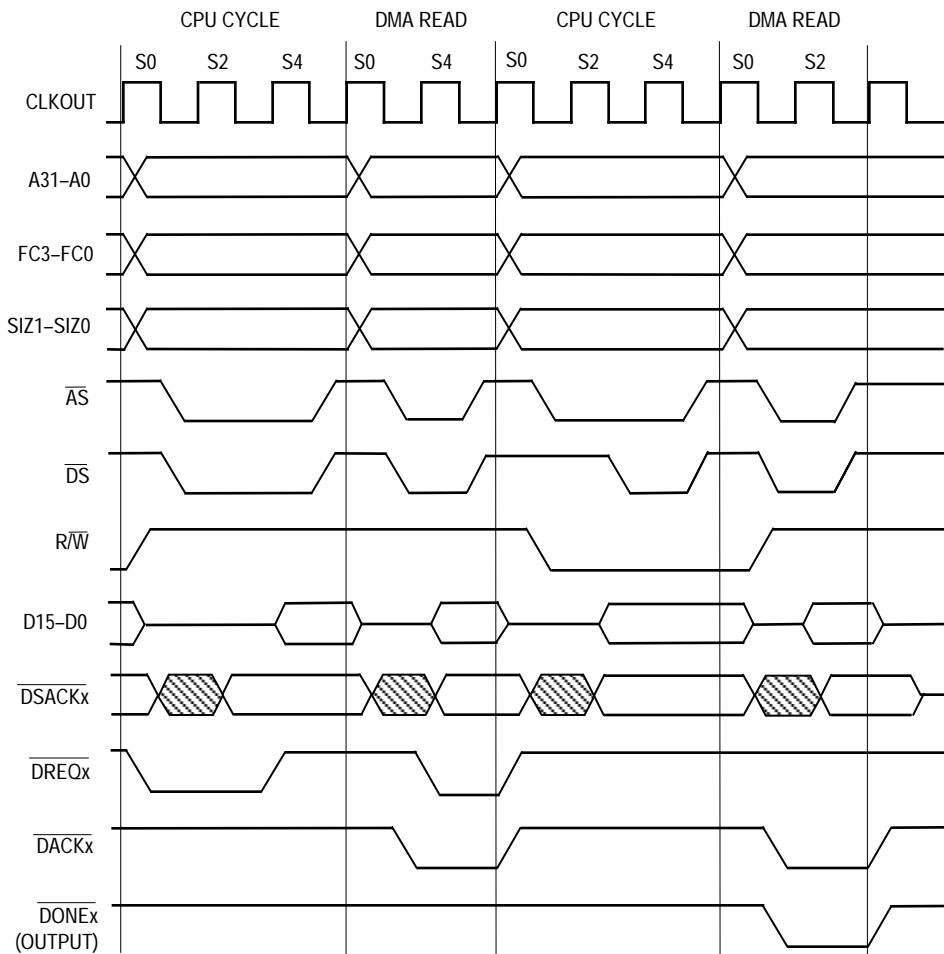 CPU CYCLE DMA READ CPU CYCLE DMA READ
S0 S2 S4 S0 S4 S0 S2 S4 S0 S2
CLKOUT
A31–A0
FC3–FC0
SIZ1–SIZ0
AS
DS
R/W
D15–D0
DSACKx
DREQx
DACKx
DONEx
(OUTPUT)